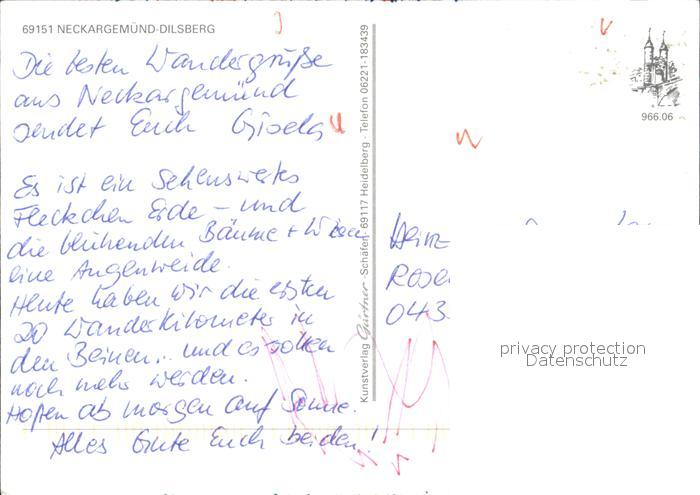 69151 NECKARGEMÜND-DILSBERG
Die besten Wandergrüße
aus Neckargemünd
sendet Euch Gisela
Es ist ein Sehenswertes
Fleckchen Erde – und
die blühenden Bäume + Wiesen
eine Augenweide.
Heute haben wir die ersten
20 Wanderkilometer in
den Beinen... und es sollen
noch mehr werden.
Hoffen ab morgen auf Sonne.
Alles Gute Euch beiden!
Kunstverlag Gärtner · Schäfer · 69117 Heidelberg · Telefon 06221-183439
966.06
Heinz
Rose
043
privacy protection
Datenschutz